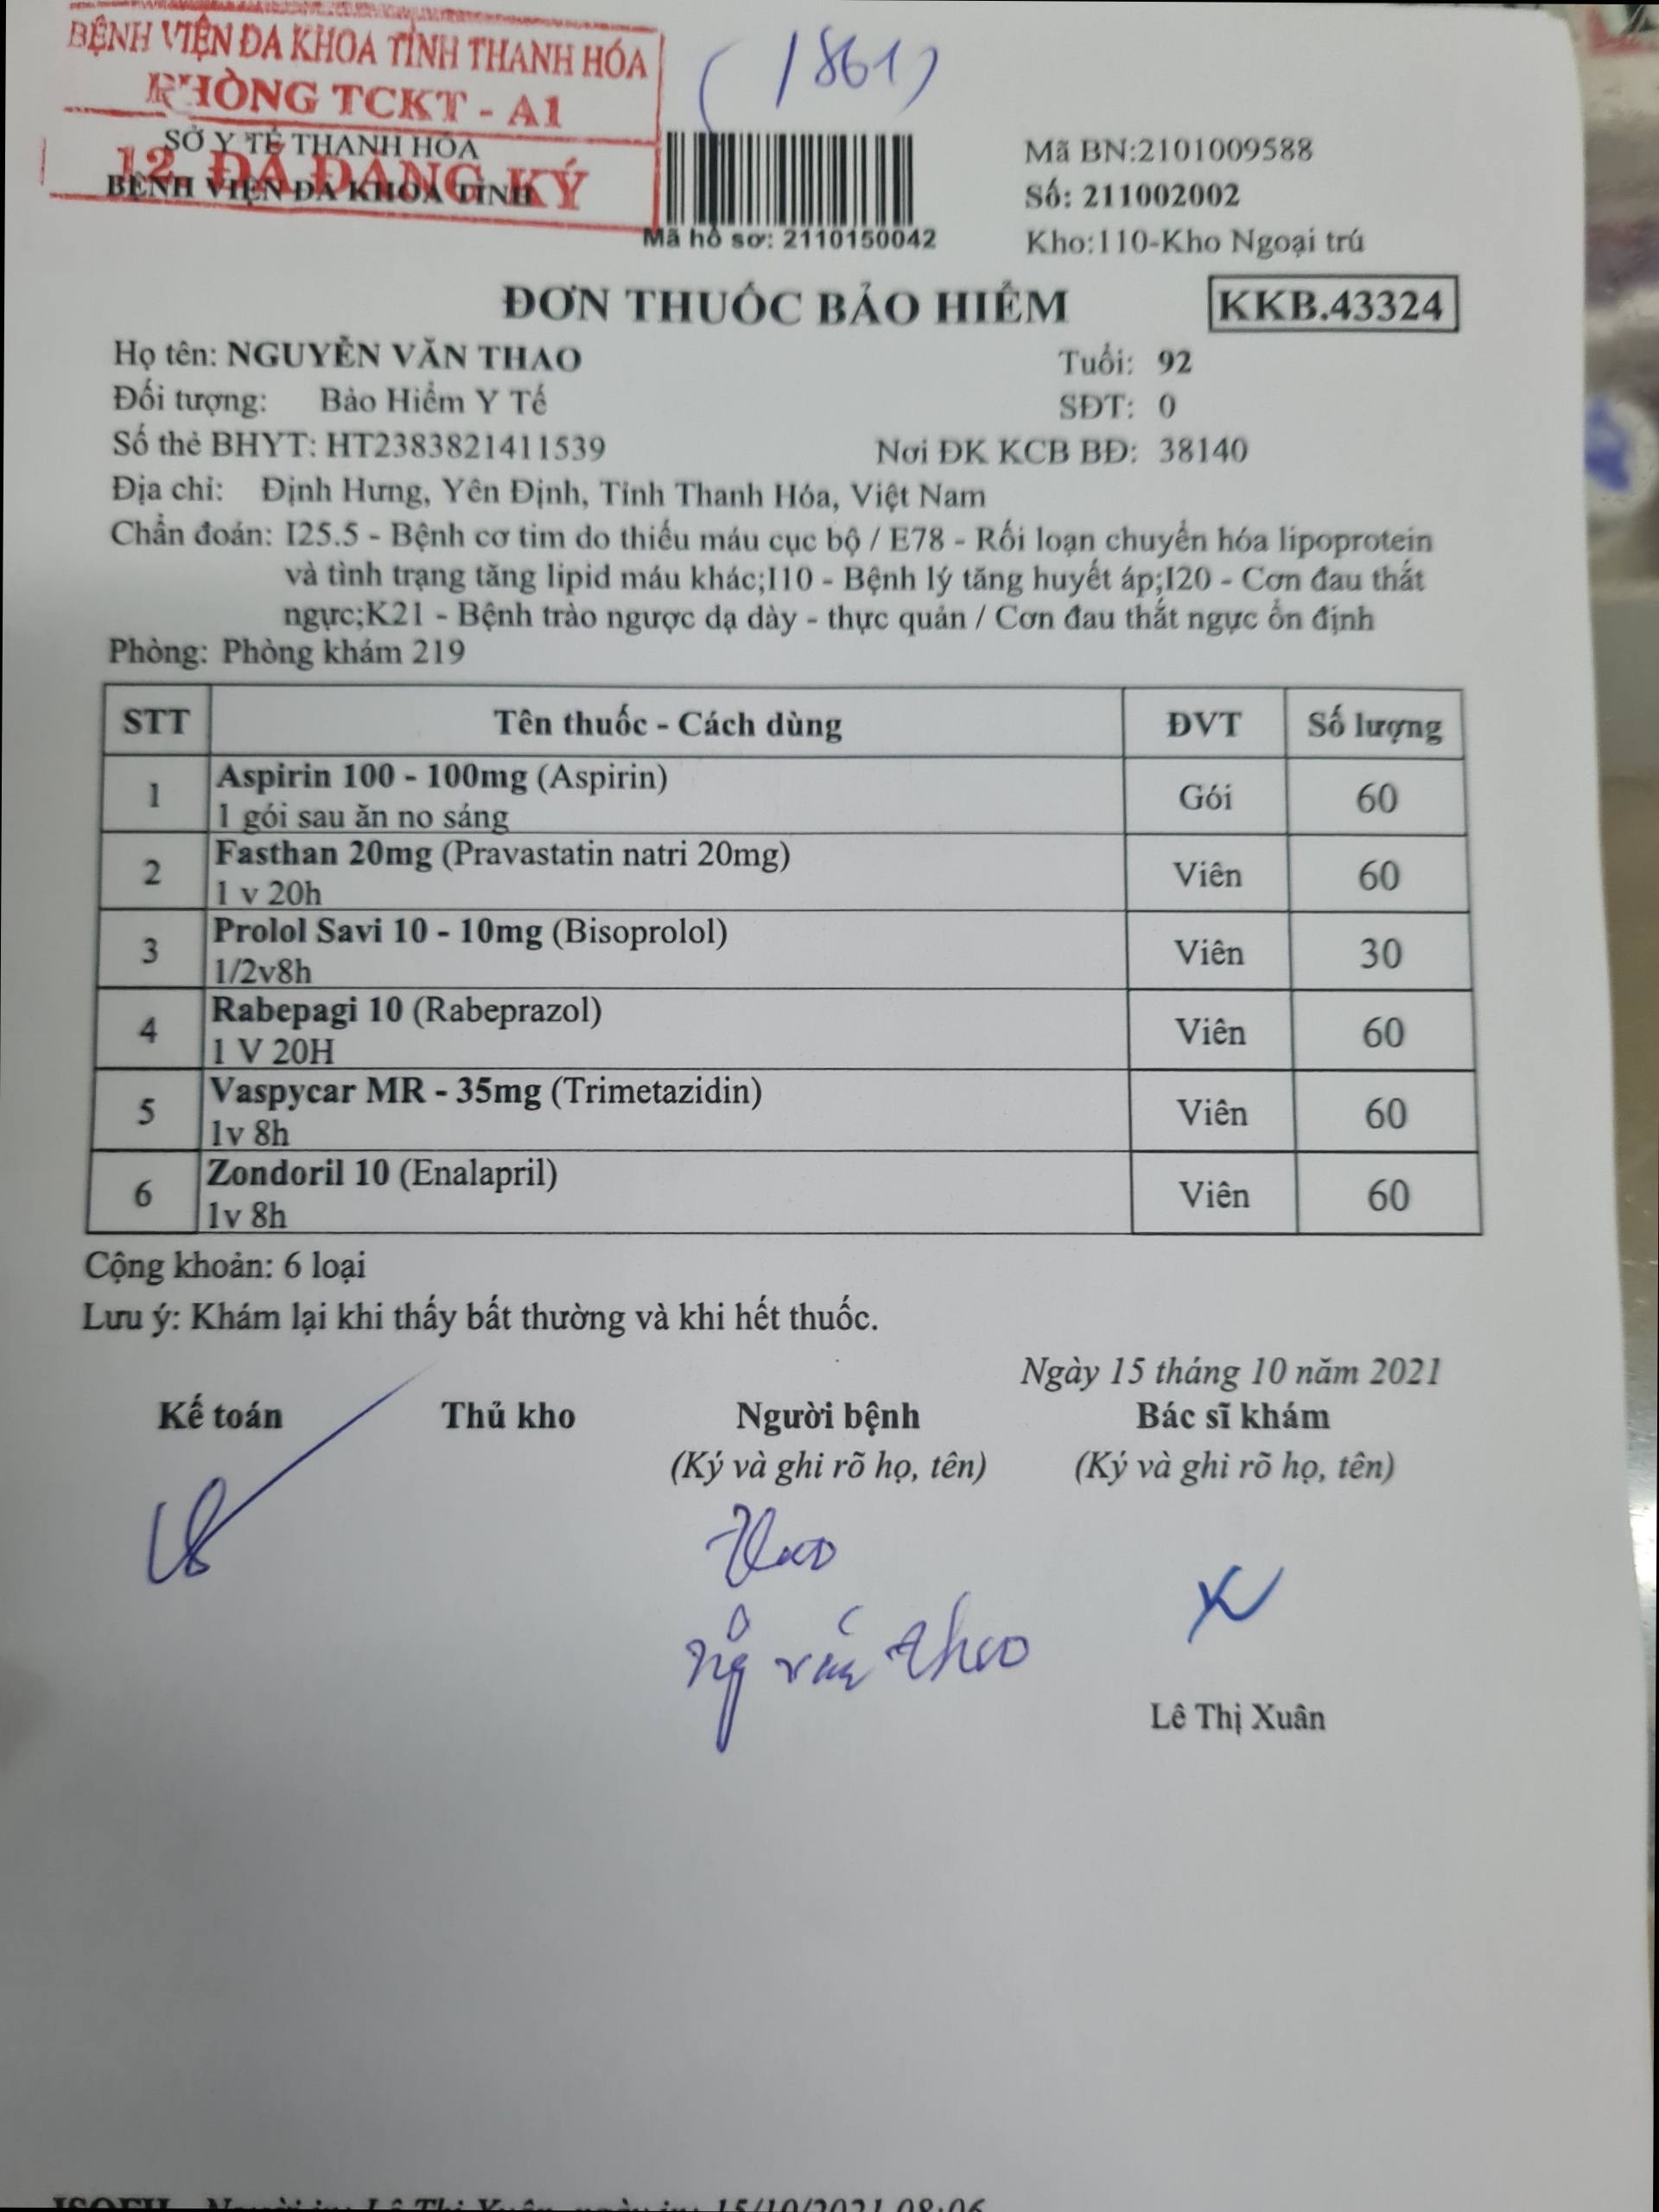 BỆNH VIỆN ĐA KHOA TỈNH THANH HÓA
PHÒNG TCKT - A1
12. ĐÃ ĐĂNG KÝ
SỞ Y TẾ THANH HÓA
BỆNH VIỆN ĐA KHOA TỈNH
(1861)
Mã hồ sơ: 2110150042
Mã BN:2101009588
Số: 211002002
Kho:110-Kho Ngoại trú
ĐƠN THUỐC BẢO HIỂM
KKB.43324
Họ tên: NGUYỄN VĂN THAO Tuổi: 92
Đối tượng: Bảo Hiểm Y Tế SĐT: 0
Số thẻ BHYT: HT2383821411539 Nơi ĐK KCB BĐ: 38140
Địa chỉ: Định Hưng, Yên Định, Tỉnh Thanh Hóa, Việt Nam
Chẩn đoán: I25.5 - Bệnh cơ tim do thiếu máu cục bộ / E78 - Rối loạn chuyển hóa lipoprotein
và tình trạng tăng lipid máu khác;I10 - Bệnh lý tăng huyết áp;I20 - Cơn đau thắt
ngực;K21 - Bệnh trào ngược dạ dày - thực quản / Cơn đau thắt ngực ổn định
Phòng: Phòng khám 219
STT Tên thuốc - Cách dùng ĐVT Số lượng
1 Aspirin 100 - 100mg (Aspirin) Gói 60
1 gói sau ăn no sáng
2 Fasthan 20mg (Pravastatin natri 20mg) Viên 60
1 v 20h
3 Prolol Savi 10 - 10mg (Bisoprolol) Viên 30
1/2v8h
4 Rabepagi 10 (Rabeprazol) Viên 60
1 V 20H
5 Vaspycar MR - 35mg (Trimetazidin) Viên 60
1v 8h
6 Zondoril 10 (Enalapril) Viên 60
1v 8h
Cộng khoản: 6 loại
Lưu ý: Khám lại khi thấy bất thường và khi hết thuốc.
Ngày 15 tháng 10 năm 2021
Kế toán Thủ kho Người bệnh Bác sĩ khám
(Ký và ghi rõ họ, tên) (Ký và ghi rõ họ, tên)
Thao
Ng văn Thao
Lê Thị Xuân
ISOFH - Người in: Lê Thị Xuân, ngày in: 15/10/2021 08:06